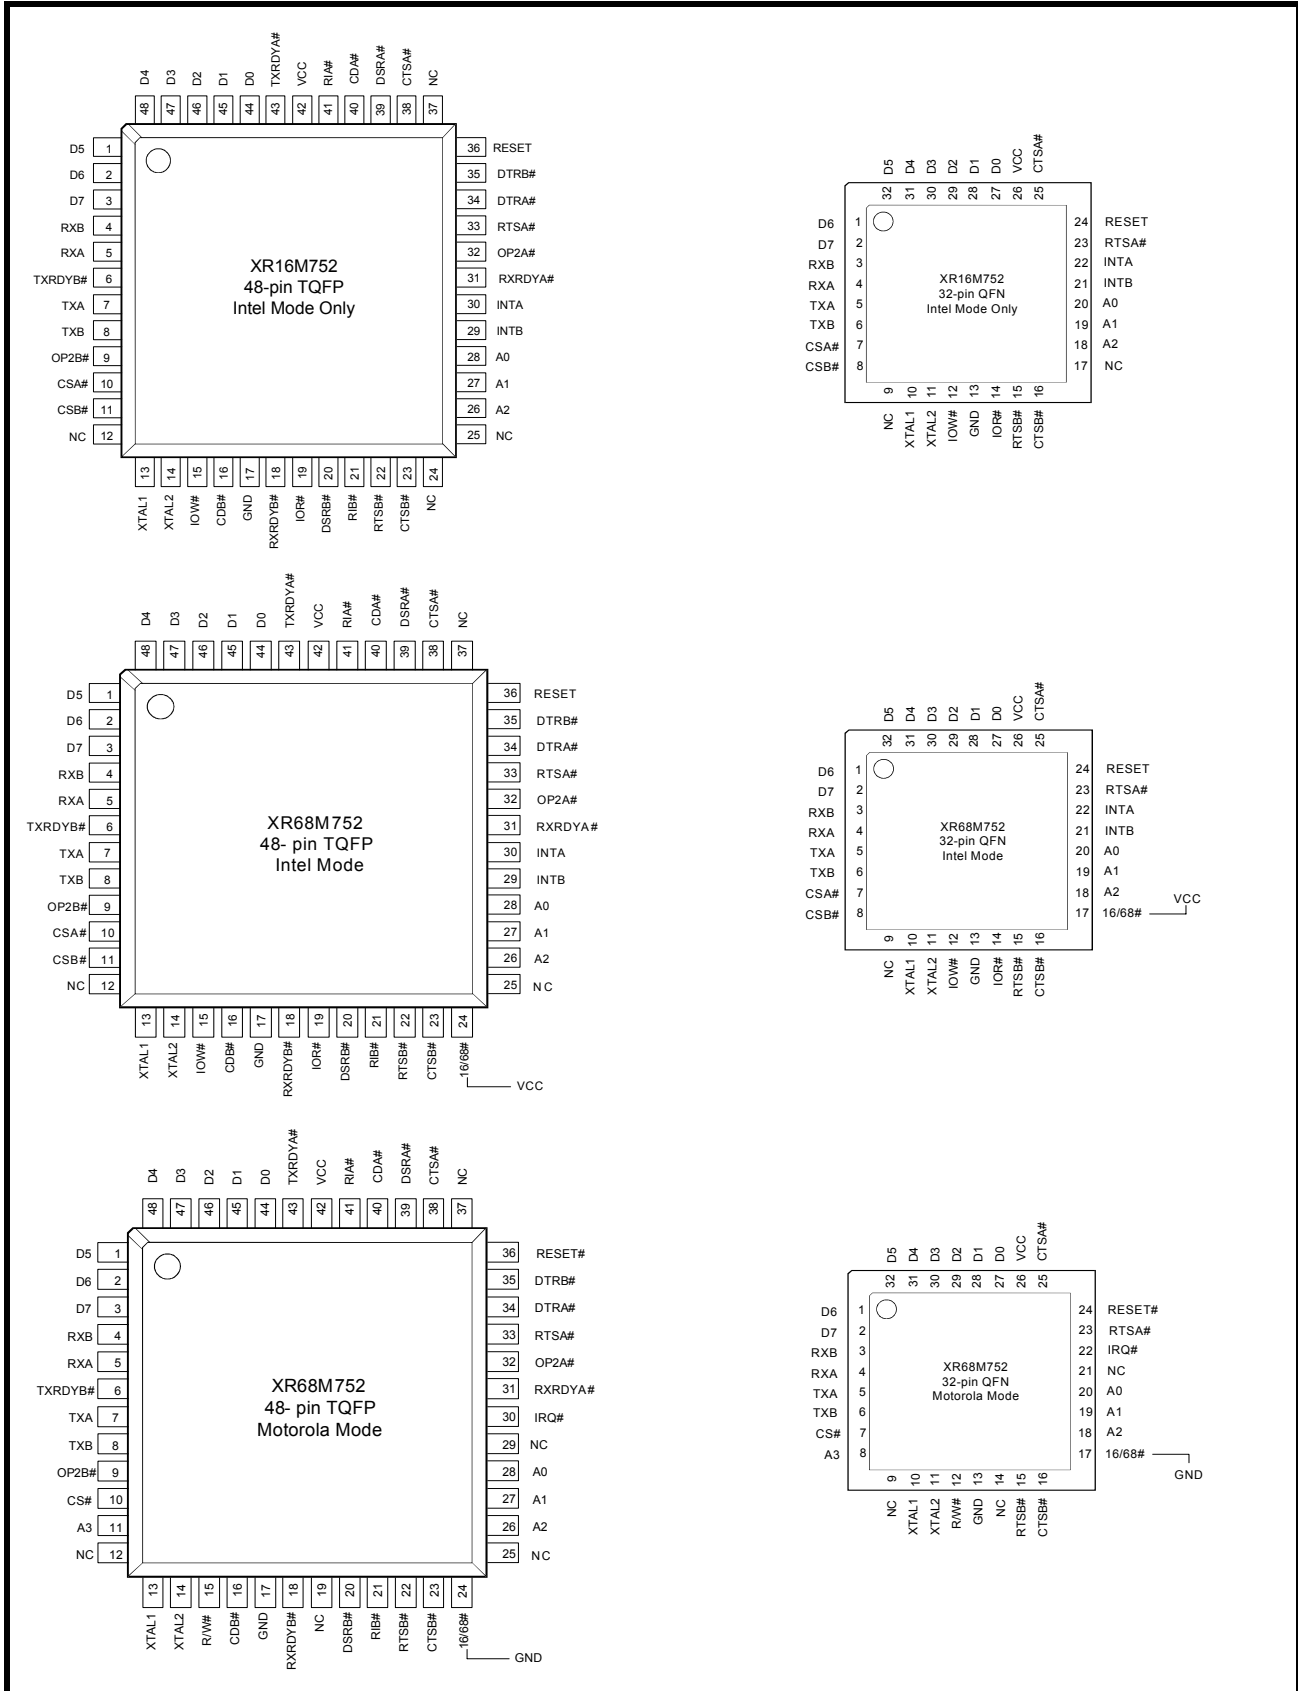 D4 D3 D2 D1 D0 TXRDYA# VCC RIA# CDA# DSRA# CTSA# NC
48 47 46 45 44 43 42 41 40 39 38 37
D5 1
D6 2
D7 3
RXB 4
RXA 5
TXRDYB# 6
TXA 7
TXB 8
OP2B# 9
CSA# 10
CSB# 11
NC 12
XR16M752
48-pin TQFP
Intel Mode Only
36 RESET
35 DTRB#
34 DTRA#
33 RTSA#
32 OP2A#
31 RXRDYA#
30 INTA
29 INTB
28 A0
27 A1
26 A2
25 NC
13 14 15 16 17 18 19 20 21 22 23 24
XTAL1 XTAL2 IOW# CDB# GND RXRDYB# IOR# DSRB# RIB# RTSB# CTSB# NC
D5 D4 D3 D2 D1 D0 VCC CTSA#
32 31 30 29 28 27 26 25
D6 1
D7 2
RXB 3
RXA 4
TXA 5
TXB 6
CSA# 7
CSB# 8
XR16M752
32-pin QFN
Intel Mode Only
24 RESET
23 RTSA#
22 INTA
21 INTB
20 A0
19 A1
18 A2
17 NC
9 10 11 12 13 14 15 16
NC XTAL1 XTAL2 IOW# GND IOR# RTSB# CTSB#
D4 D3 D2 D1 D0 TXRDYA# VCC RIA# CDA# DSRA# CTSA# NC
48 47 46 45 44 43 42 41 40 39 38 37
D5 1
D6 2
D7 3
RXB 4
RXA 5
TXRDYB# 6
TXA 7
TXB 8
OP2B# 9
CSA# 10
CSB# 11
NC 12
XR68M752
48- pin TQFP
Intel Mode
36 RESET
35 DTRB#
34 DTRA#
33 RTSA#
32 OP2A#
31 RXRDYA#
30 INTA
29 INTB
28 A0
27 A1
26 A2
25 NC
13 14 15 16 17 18 19 20 21 22 23 24
XTAL1 XTAL2 IOW# CDB# GND RXRDYB# IOR# DSRB# RIB# RTSB# CTSB# 16/68#
VCC
D5 D4 D3 D2 D1 D0 VCC CTSA#
32 31 30 29 28 27 26 25
D6 1
D7 2
RXB 3
RXA 4
TXA 5
TXB 6
CSA# 7
CSB# 8
XR68M752
32-pin QFN
Intel Mode
24 RESET
23 RTSA#
22 INTA
21 INTB
20 A0
19 A1
18 A2
17 16/68#
VCC
9 10 11 12 13 14 15 16
NC XTAL1 XTAL2 IOW# GND IOR# RTSB# CTSB#
D4 D3 D2 D1 D0 TXRDYA# VCC RIA# CDA# DSRA# CTSA# NC
48 47 46 45 44 43 42 41 40 39 38 37
D5 1
D6 2
D7 3
RXB 4
RXA 5
TXRDYB# 6
TXA 7
TXB 8
OP2B# 9
CS# 10
A3 11
NC 12
XR68M752
48- pin TQFP
Motorola Mode
36 RESET#
35 DTRB#
34 DTRA#
33 RTSA#
32 OP2A#
31 RXRDYA#
30 IRQ#
29 NC
28 A0
27 A1
26 A2
25 NC
13 14 15 16 17 18 19 20 21 22 23 24
XTAL1 XTAL2 R/W# CDB# GND RXRDYB# NC DSRB# RIB# RTSB# CTSB# 16/68#
GND
D5 D4 D3 D2 D1 D0 VCC CTSA#
32 31 30 29 28 27 26 25
D6 1
D7 2
RXB 3
RXA 4
TXA 5
TXB 6
CS# 7
A3 8
XR68M752
32-pin QFN
Motorola Mode
24 RESET#
23 RTSA#
22 IRQ#
21 NC
20 A0
19 A1
18 A2
17 16/68#
GND
9 10 11 12 13 14 15 16
NC XTAL1 XTAL2 R/W# GND NC RTSB# CTSB#